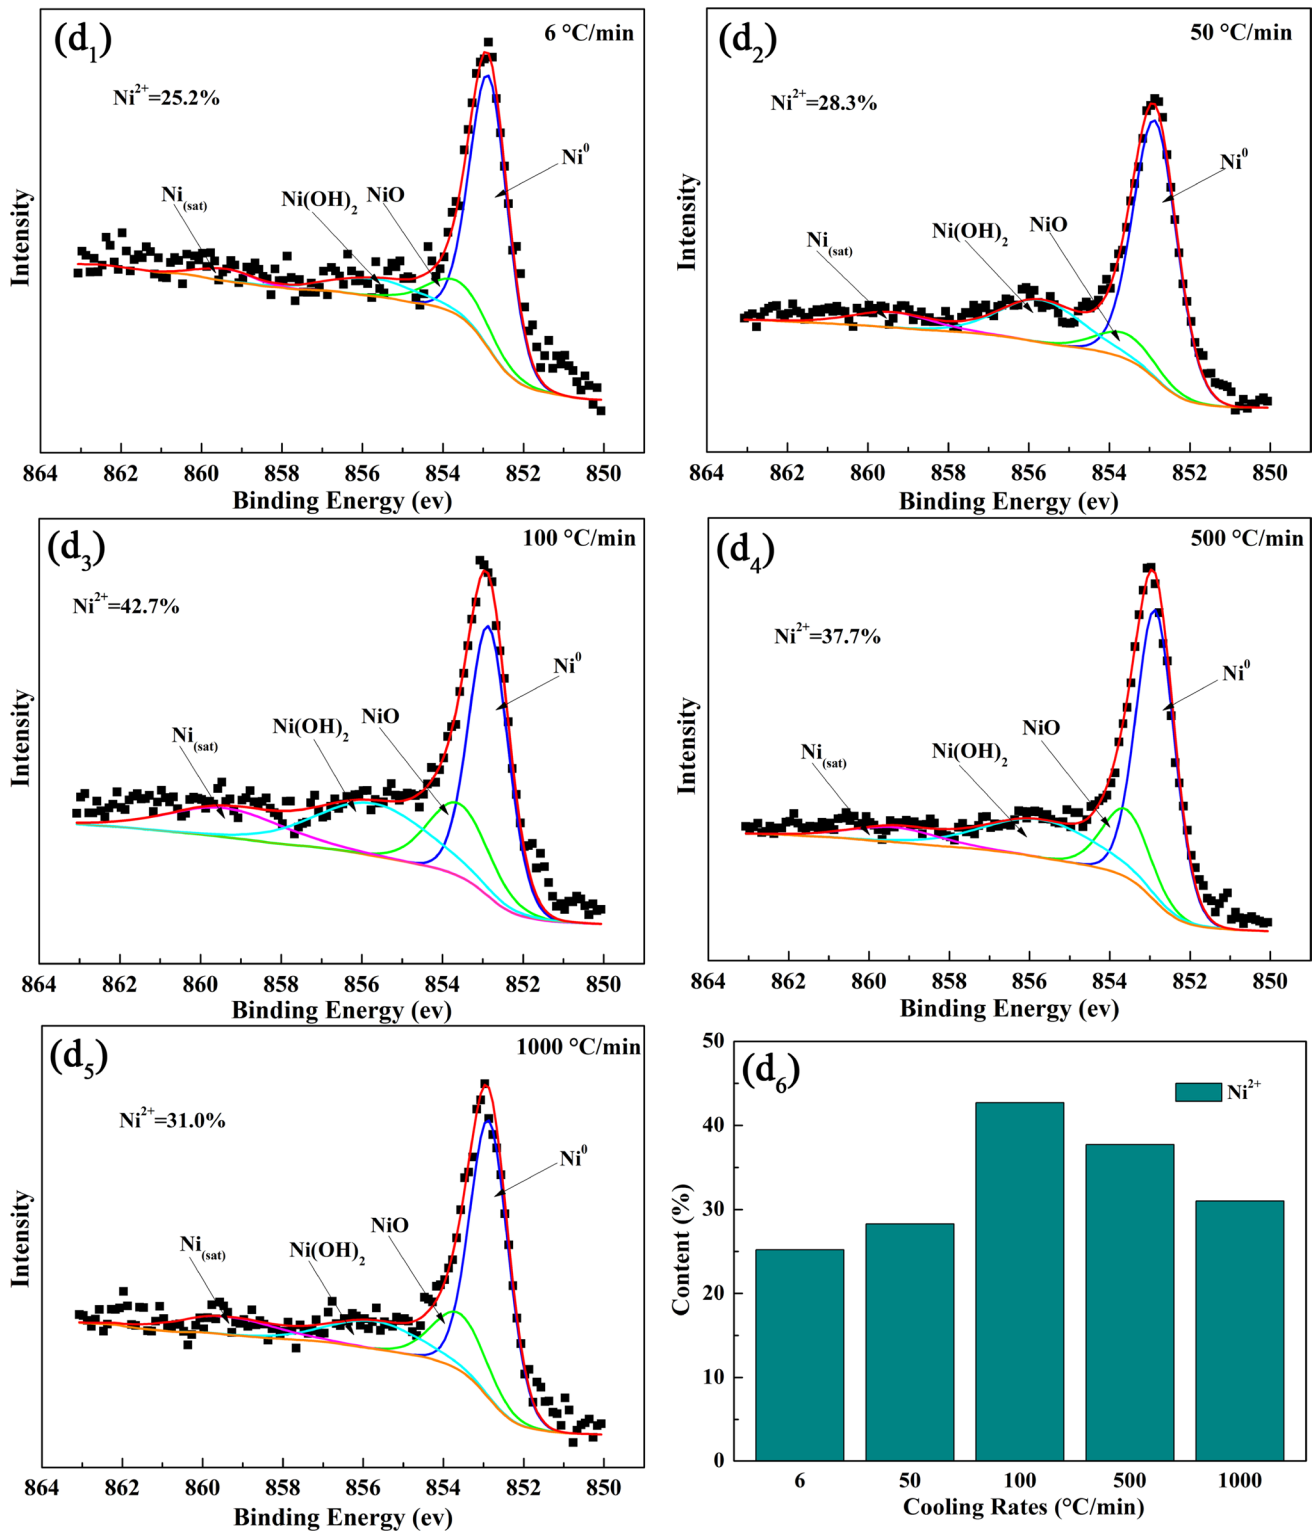 (d1) 6 °C/min
Ni2+=25.2%
Ni0
Ni(sat) Ni(OH)2 NiO
Intensity
864 862 860 858 856 854 852 850
Binding Energy (ev)
(d2) 50 °C/min
Ni2+=28.3%
Ni0
Ni(sat) Ni(OH)2 NiO
Intensity
864 862 860 858 856 854 852 850
Binding Energy (ev)
(d3) 100 °C/min
Ni2+=42.7%
Ni0
Ni(sat) Ni(OH)2 NiO
Intensity
864 862 860 858 856 854 852 850
Binding Energy (ev)
(d4) 500 °C/min
Ni2+=37.7%
Ni0
Ni(sat) Ni(OH)2 NiO
Intensity
864 862 860 858 856 854 852 850
Binding Energy (ev)
(d5) 1000 °C/min
Ni2+=31.0%
Ni0
Ni(sat) Ni(OH)2 NiO
Intensity
864 862 860 858 856 854 852 850
Binding Energy (ev)
(d6)
Ni2+
50
40
30
20
10
0
Content (%)
6 50 100 500 1000
Cooling Rates (°C/min)